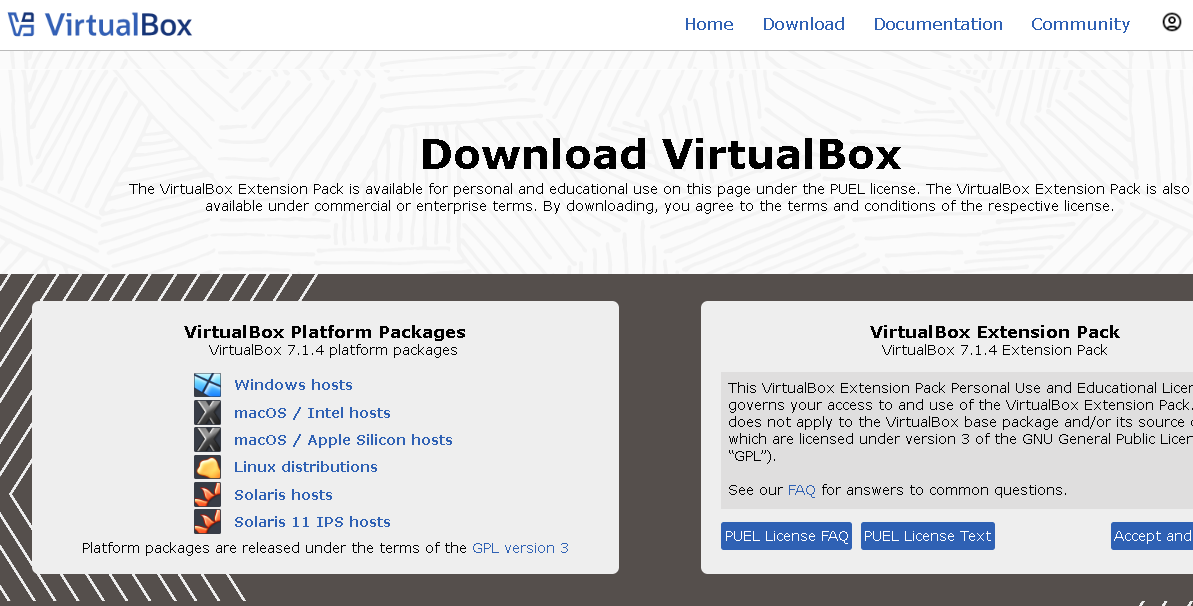 VirtualBox
Home Download Documentation Community
Download VirtualBox
The VirtualBox Extension Pack is available for personal and educational use on this page under the PUEL license. The VirtualBox Extension Pack is also
available under commercial or enterprise terms. By downloading, you agree to the terms and conditions of the respective license.
VirtualBox Platform Packages
VirtualBox 7.1.4 platform packages
Windows hosts
macOS / Intel hosts
macOS / Apple Silicon hosts
Linux distributions
Solaris hosts
Solaris 11 IPS hosts
Platform packages are released under the terms of the GPL version 3
VirtualBox Extension Pack
VirtualBox 7.1.4 Extension Pack
This VirtualBox Extension Pack Personal Use and Educational
governs your access to and use of the VirtualBox Extension Pack.
does not apply to the VirtualBox base package and/or its source
which are licensed under version 3 of the GNU General Public
“GPL”).
See our FAQ for answers to common questions.
PUEL License FAQ PUEL License Text Accept and